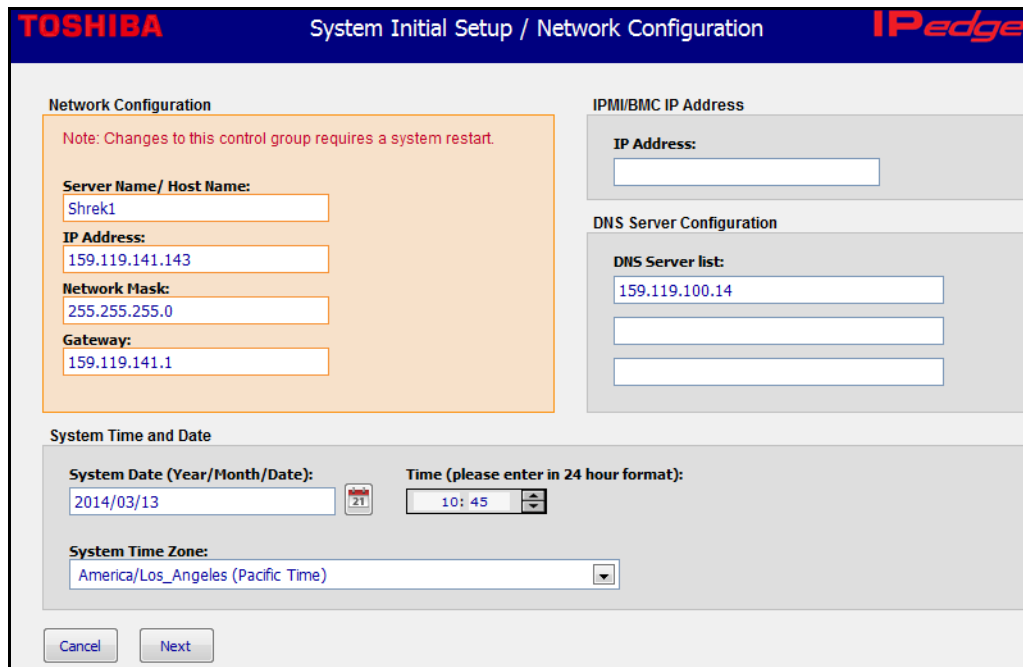 TOSHIBA
System Initial Setup / Network Configuration
IPedge
Network Configuration
Note: Changes to this control group requires a system restart.
Server Name/ Host Name:
Shrek1
IP Address:
159.119.141.143
Network Mask:
255.255.255.0
Gateway:
159.119.141.1
IPMI/BMC IP Address
IP Address:
DNS Server Configuration
DNS Server list:
159.119.100.14
System Time and Date
System Date (Year/Month/Date):
2014/03/13
21
Time (please enter in 24 hour format):
10: 45
System Time Zone:
America/Los_Angeles (Pacific Time)
Cancel
Next